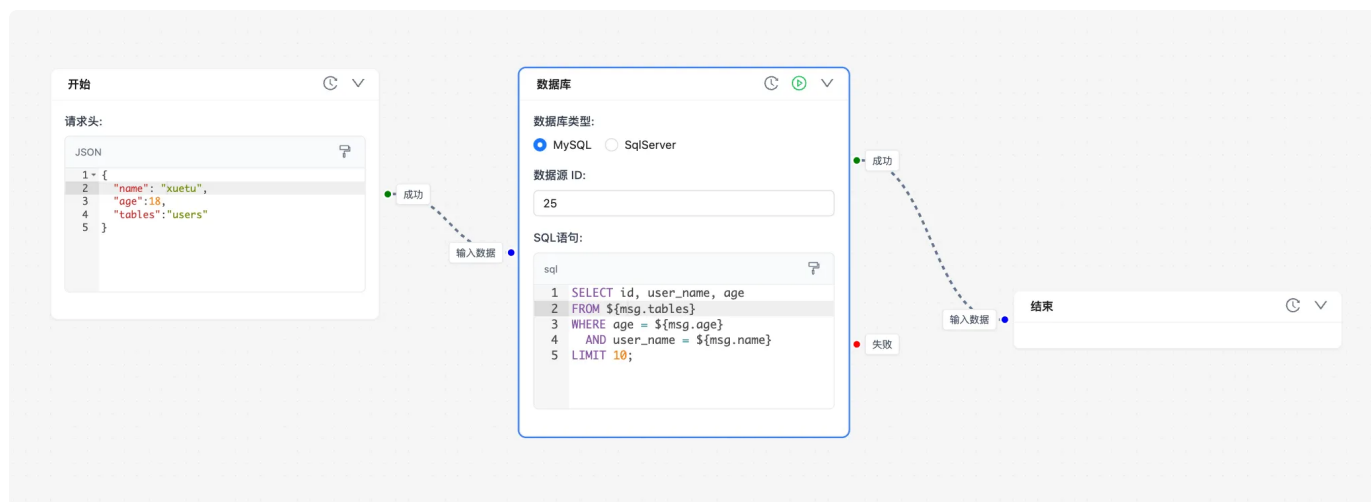 开始
请求头:
JSON
1 {
2 "name": "xuetu",
3 "age":18,
4 "tables":"users"
5 }
成功
输入数据
数据库
数据库类型:
MySQL SqlServer
数据源 ID:
25
SQL语句:
sql
1 SELECT id, user_name, age
2 FROM ${msg.tables}
3 WHERE age = ${msg.age}
4 AND user_name = ${msg.name}
5 LIMIT 10;
成功
失败
输入数据
结束